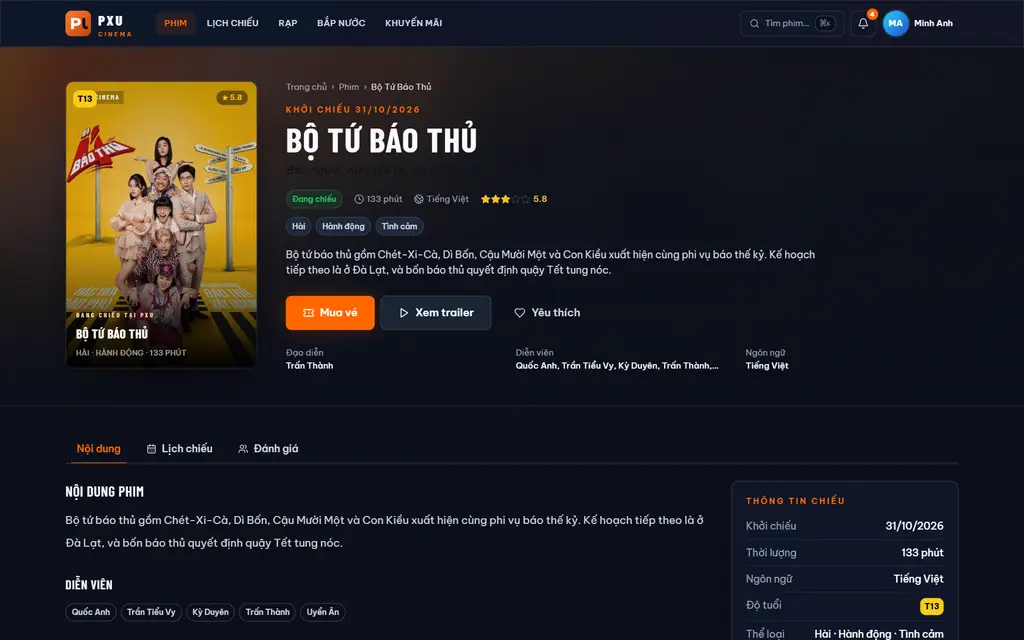 PXU
CINEMA
PHIM
LỊCH CHIẾU
RẠP
BẮP NƯỚC
KHUYẾN MÃI
Tìm phim...
⌘K
4
MA
Minh Anh
T13
★ 5.8
BÁO THỦ
ĐANG CHIẾU TẠI PXU
BỘ TỨ BÁO THỦ
HÀI · HÀNH ĐỘNG · 133 PHÚT
Trang chủ › Phim › Bộ Tứ Báo Thủ
KHỞI CHIẾU 31/10/2026
BỘ TỨ BÁO THỦ
Đang chiếu
133 phút
Tiếng Việt
5.8
Hài
Hành động
Tình cảm
Bộ tứ báo thủ gồm Chét-Xi-Cà, Dì Bốn, Cậu Mười Một và Con Kiều xuất hiện cùng phi vụ báo thế kỷ. Kế hoạch
tiếp theo là ở Đà Lạt, và bốn báo thủ quyết định quậy Tết tung nóc.
Mua vé
Xem trailer
Yêu thích
Đạo diễn
Trấn Thành
Diễn viên
Quốc Anh, Trần Tiểu Vy, Kỳ Duyên, Trấn Thành,...
Ngôn ngữ
Tiếng Việt
Nội dung
Lịch chiếu
Đánh giá
NỘI DUNG PHIM
Bộ tứ báo thủ gồm Chét-Xi-Cà, Dì Bốn, Cậu Mười Một và Con Kiều xuất hiện cùng phi vụ báo thế kỷ. Kế hoạch tiếp theo là ở
Đà Lạt, và bốn báo thủ quyết định quậy Tết tung nóc.
DIỄN VIÊN
Quốc Anh
Trần Tiểu Vy
Kỳ Duyên
Trấn Thành
Uyển Ân
THÔNG TIN CHIẾU
Khởi chiếu 31/10/2026
Thời lượng 133 phút
Ngôn ngữ Tiếng Việt
Độ tuổi T13
Thể loại Hài · Hành động · Tình cảm